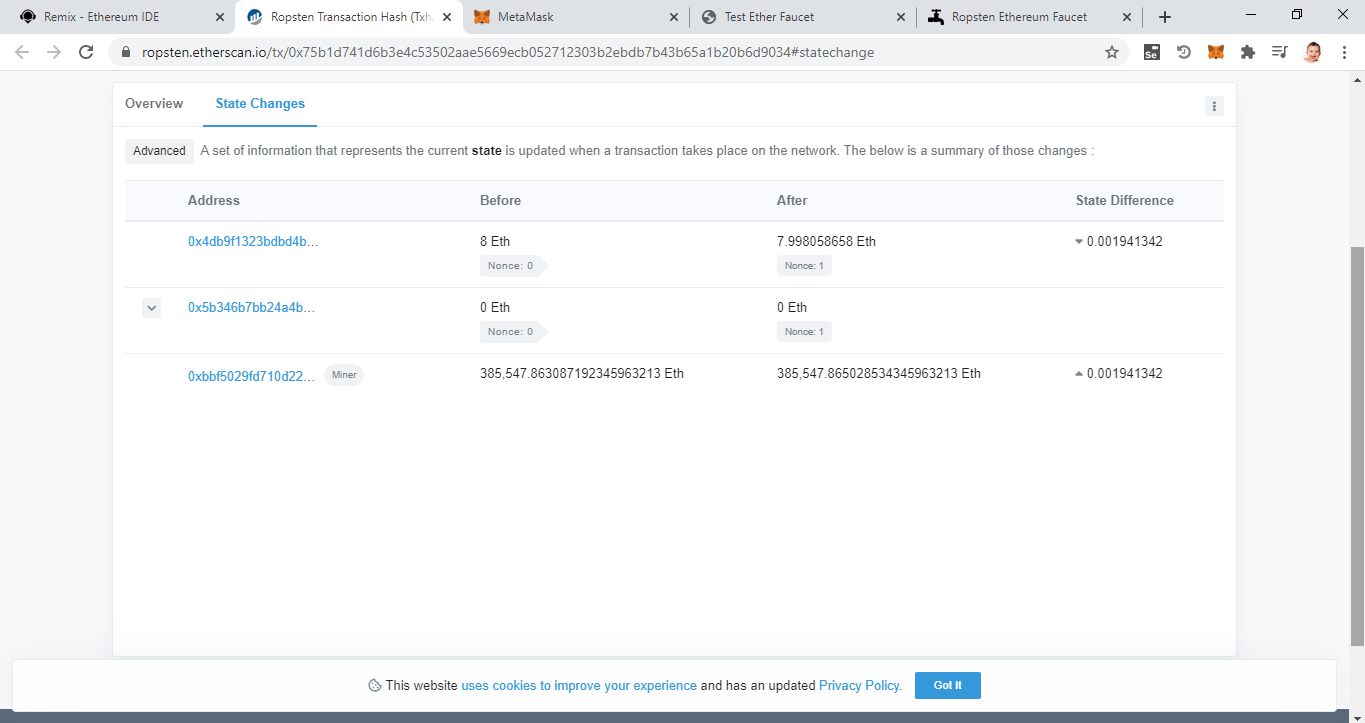 Remix - Ethereum IDE
Ropsten Transaction Hash (Txha
MetaMask
Test Ether Faucet
Ropsten Ethereum Faucet
ropsten.etherscan.io/tx/0x75b1d741d6b3e4c53502aae5669ecb052712303b2ebdb7b43b65a1b20b6d9034#statechange
Se
Overview State Changes
Advanced A set of information that represents the current state is updated when a transaction takes place on the network. The below is a summary of those changes :
Address Before After State Difference
0x4db9f1323bdbd4b... 8 Eth 7.998058658 Eth 0.001941342
Nonce: 0 Nonce: 1
0x5b346b7bb24a4b... 0 Eth 0 Eth
Nonce: 0 Nonce: 1
0xbbf5029fd710d22... Miner 385,547.863087192345963213 Eth 385,547.865028534345963213 Eth 0.001941342
This website uses cookies to improve your experience and has an updated Privacy Policy. Got It